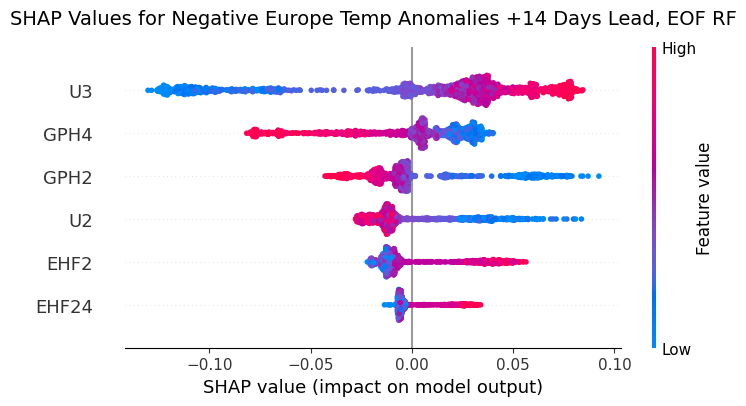 SHAP Values for Negative Europe Temp Anomalies +14 Days Lead, EOF RF
High
U3
GPH4
GPH2
Feature value
U2
EHF2
EHF24
Low
−0.10 −0.05 0.00 0.05 0.10
SHAP value (impact on model output)